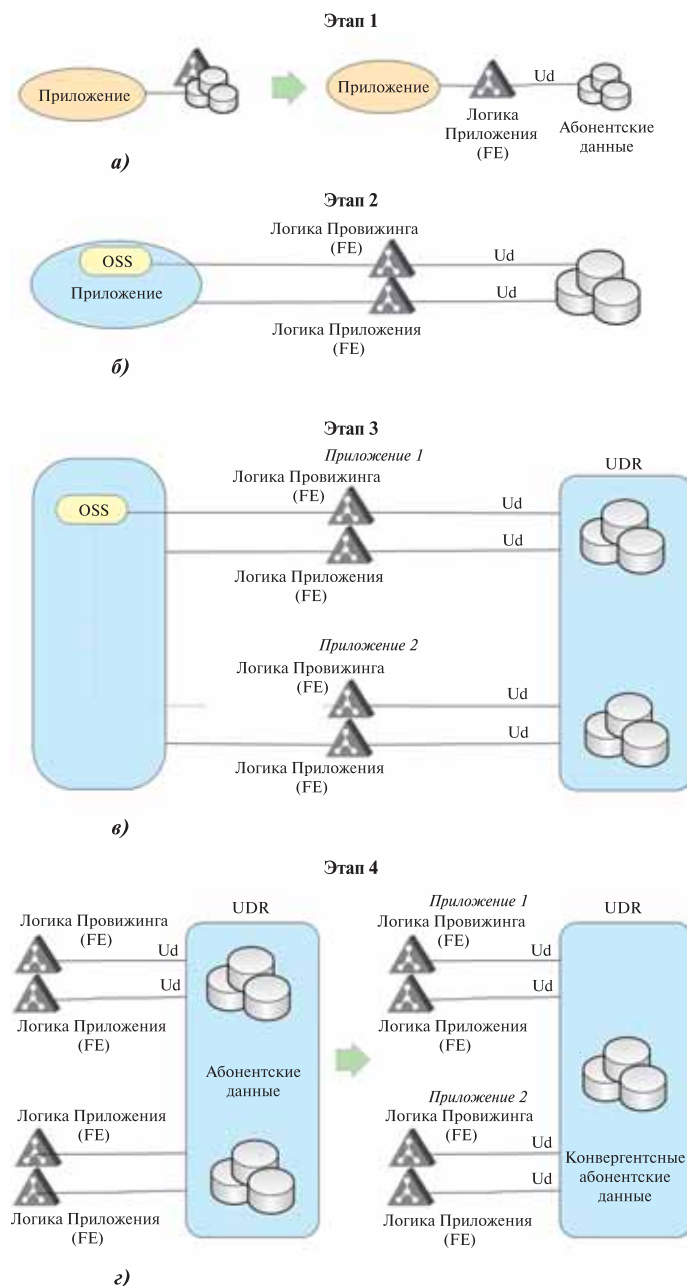 Этап 1
Приложение
Приложение
Ud
Логика
Приложения
(FE)
Абонентские
данные
а)
Этап 2
Логика Провижинга
(FE)
OSS
Ud
Приложение
Ud
Логика Приложения
(FE)
б)
Этап 3
Приложение 1
UDR
Логика Провижинга
(FE)
OSS
Ud
Ud
Логика Приложения
(FE)
Приложение 2
Логика Провижинга
(FE)
Ud
Ud
Логика Приложения
(FE)
в)
Этап 4
Логика Провижинга
(FE)
UDR
Ud
Ud
Логика Приложения
(FE)
Абонентские
данные
Логика Приложения
(FE)
Логика Приложения
(FE)
Приложение 1
Логика Провижинга
(FE)
UDR
Ud
Ud
Логика Приложения
(FE)
Приложение 2
Логика Провижинга
(FE)
Ud
Ud
Конвергентсные
абонентские
данные
Логика Приложения
(FE)
г)